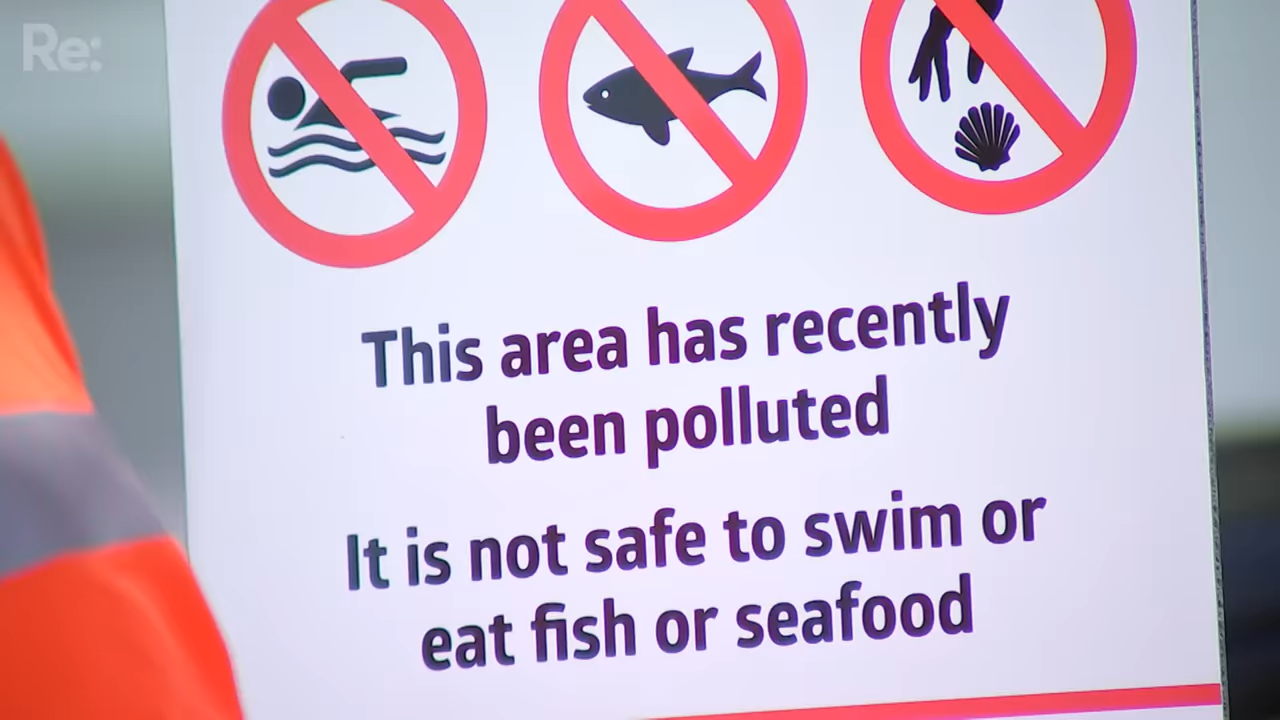 Re:
This area has recently
been polluted
It is not safe to swim or
eat fish or seafood